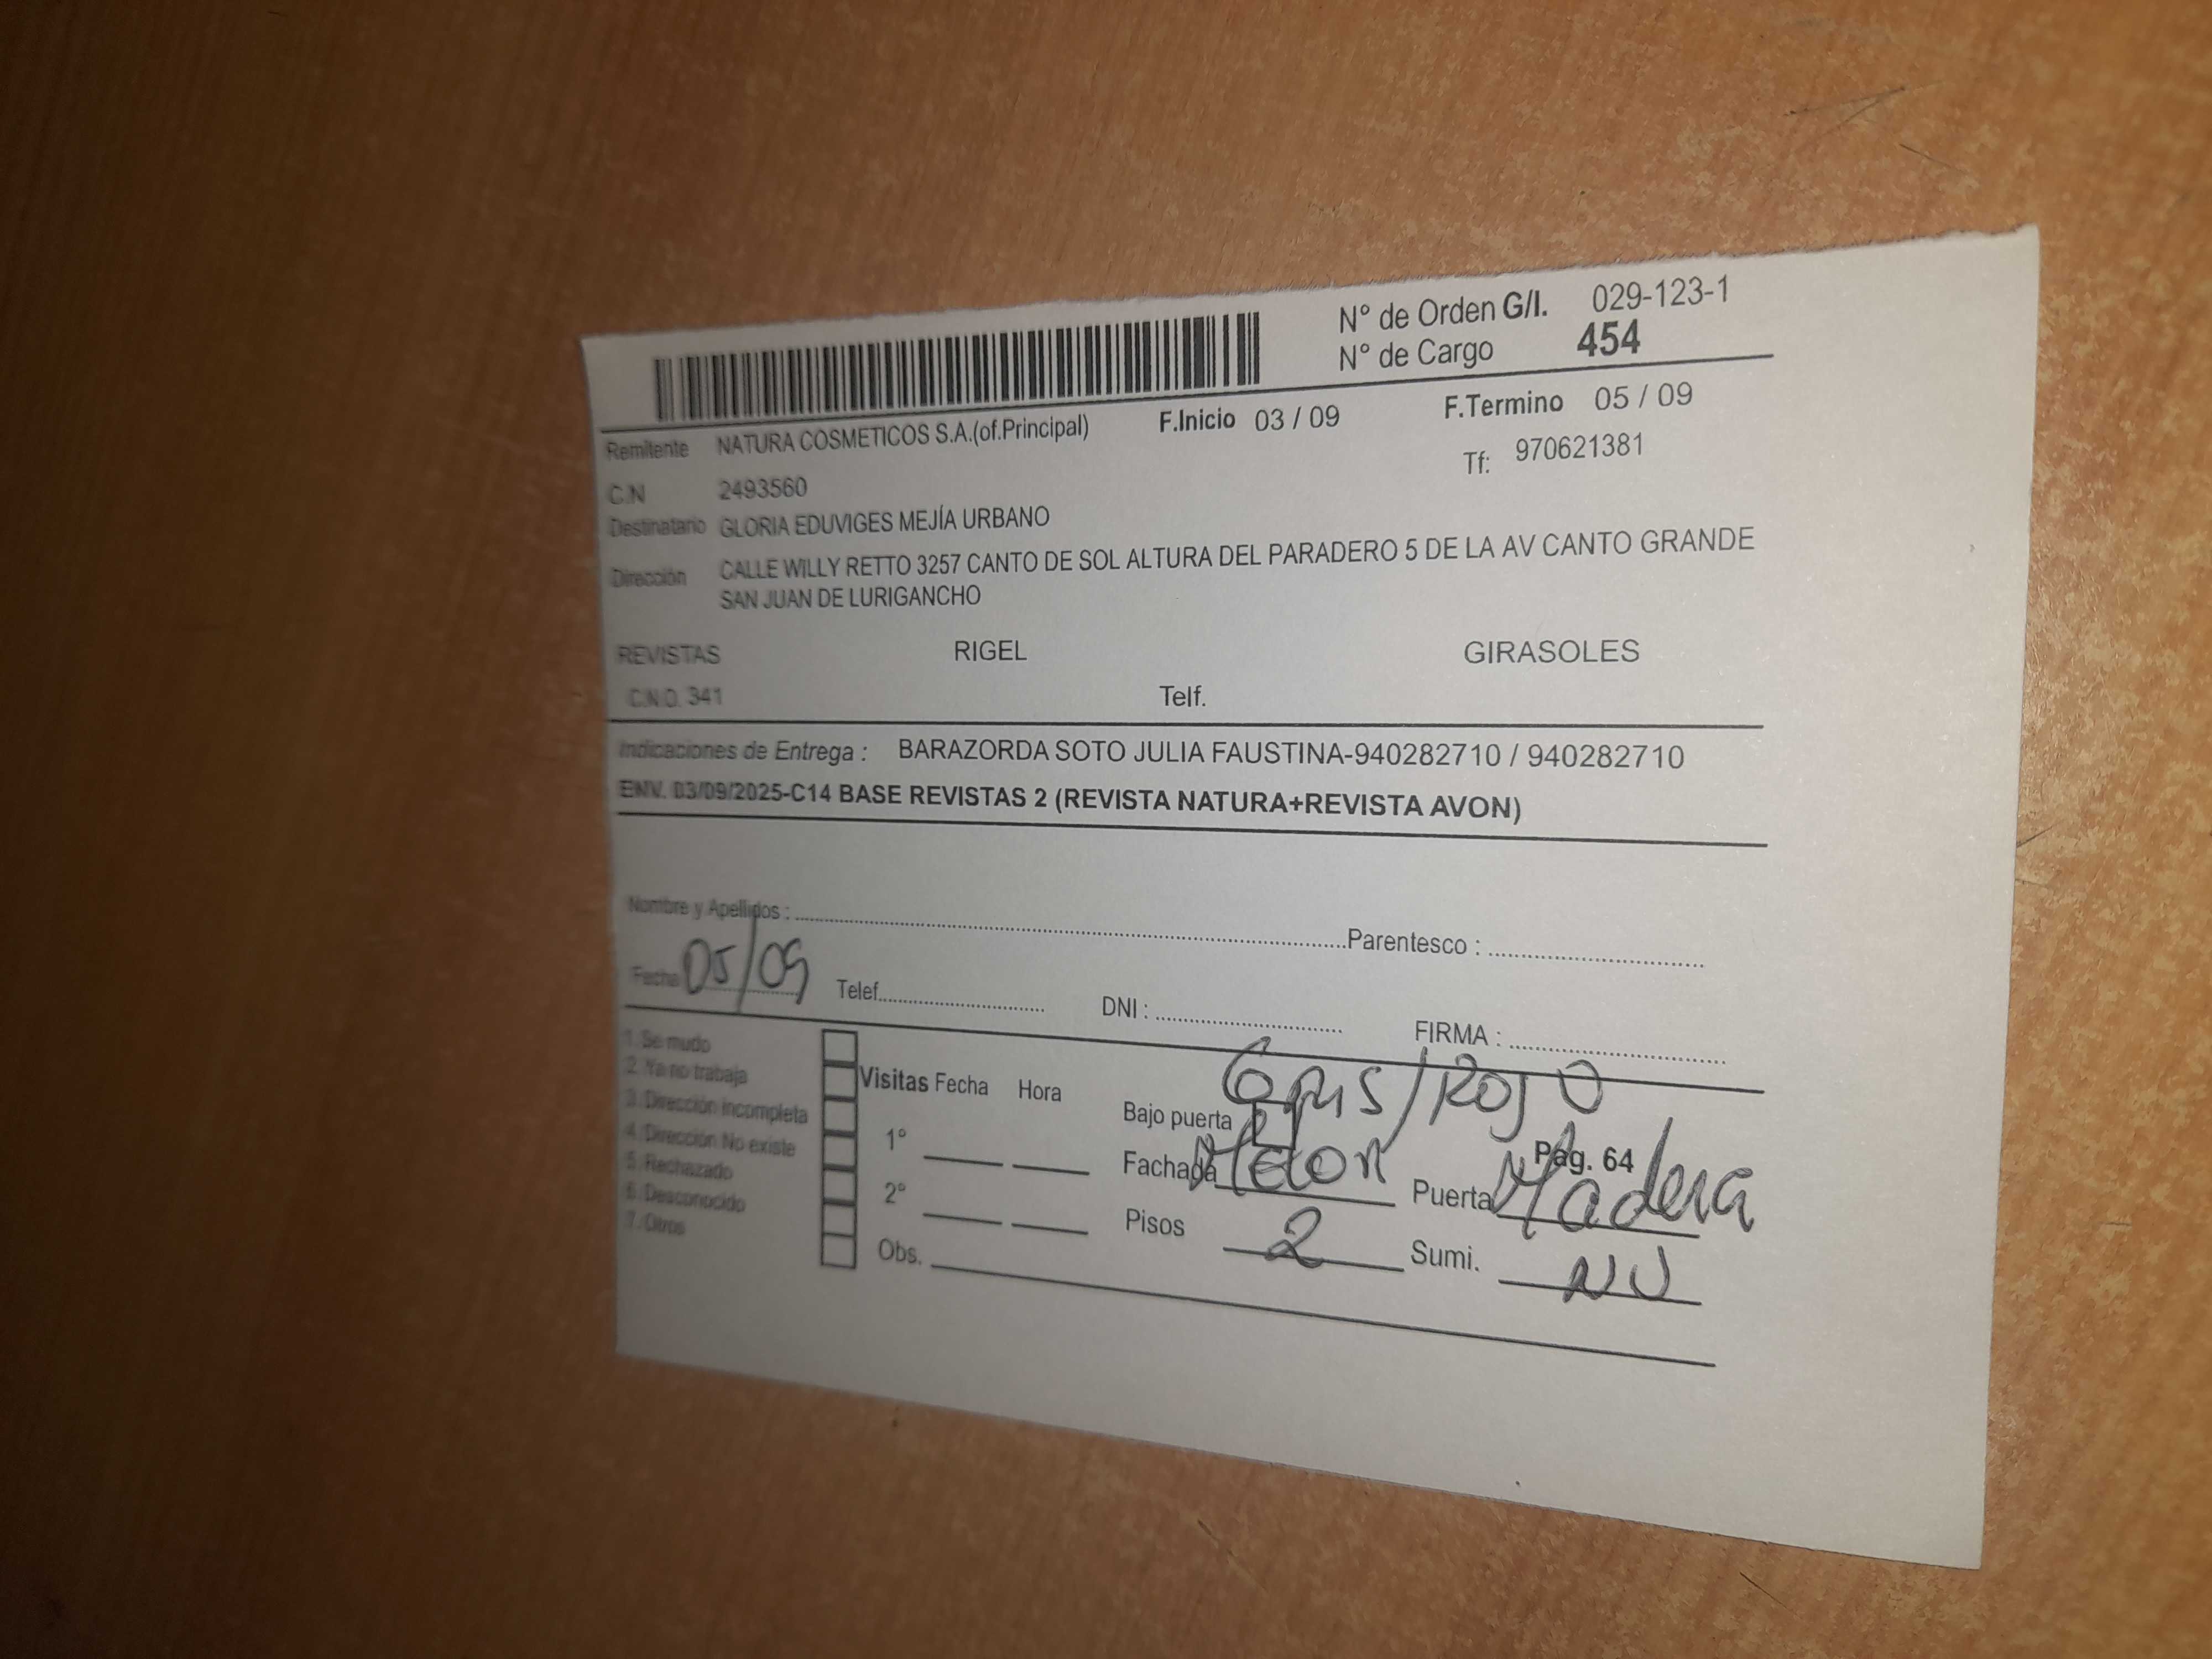 N° de Orden G/I. 029-123-1
N° de Cargo 454
Remitente NATURA COSMETICOS S.A.(of.Principal) F.Inicio 03 / 09 F.Termino 05 / 09
Tf: 970621381
C.N 2493560
Destinatario GLORIA EDUVIGES MEJÍA URBANO
Dirección CALLE WILLY RETTO 3257 CANTO DE SOL ALTURA DEL PARADERO 5 DE LA AV CANTO GRANDE
SAN JUAN DE LURIGANCHO
REVISTAS RIGEL GIRASOLES
C.N.O. 341 Telf.
Indicaciones de Entrega : BARAZORDA SOTO JULIA FAUSTINA-940282710 / 940282710
ENV. 03/09/2025-C14 BASE REVISTAS 2 (REVISTA NATURA+REVISTA AVON)
Nombre y Apellidos : Parentesco :
Fecha 05/09 Telef. DNI : FIRMA :
1. Se mudo
2. Ya no trabaja
3. Dirección incompleta
4. Dirección No existe
5. Rechazado
6. Desconocido
7. Otros
Visitas Fecha Hora
1°
2°
Obs.
Gris/Rojo
Bajo puerta
Pág. 64
Fachada Melon Puerta Madera
Pisos 2 Sumi.